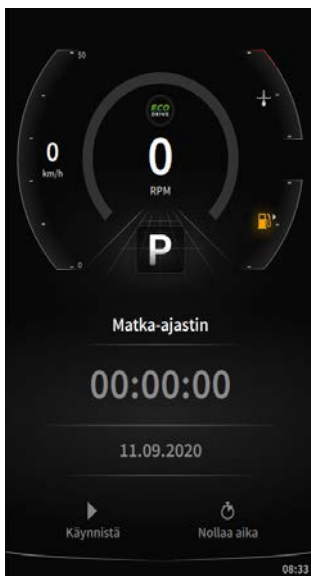 50
ECO
DRIVE
0
km/h
0
RPM
0
P
Matka-ajastin
00:00:00
11.09.2020
Käynnistä
Nollaa aika
08:33